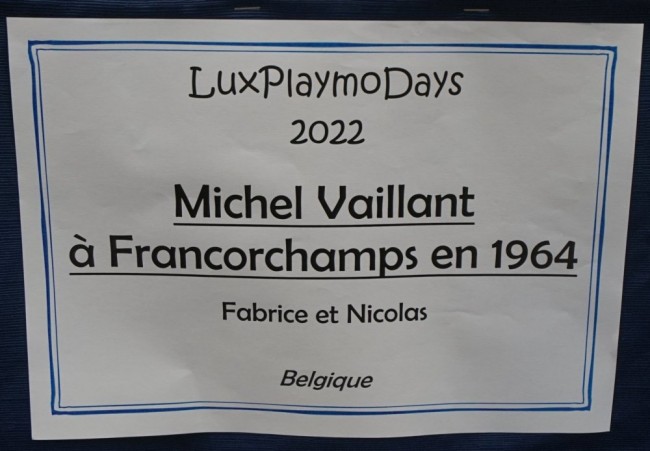 LuxPlaymoDays
2022
Michel Vaillant
à Francorchamps en 1964
Fabrice et Nicolas
Belgique